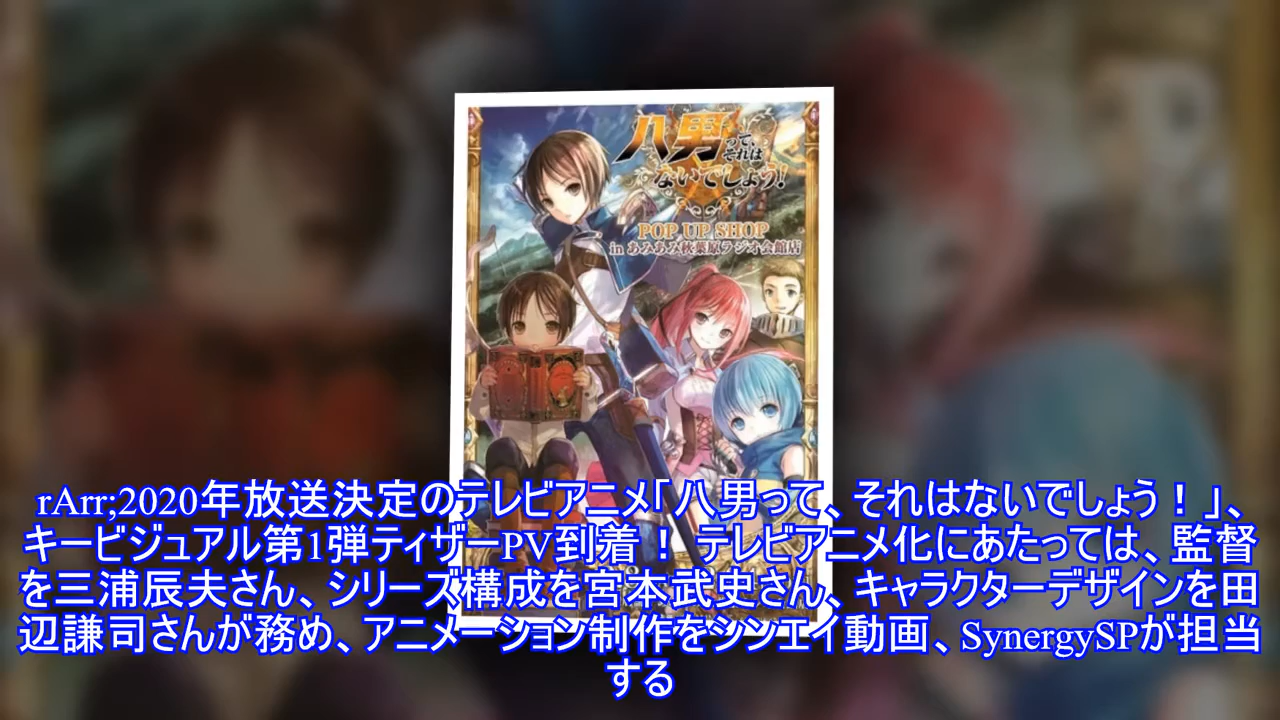 八男って、
それは
ないでしょう!
POP UP SHOP
in あみあみ秋葉原ラジオ会館店
rArr;2020年放送決定のテレビアニメ「八男って、それはないでしょう！」、
キービジュアル第1弾ティザーPV到着！ テレビアニメ化にあたっては、監督
を三浦辰夫さん、シリーズ構成を宮本武史さん、キャラクターデザインを田
辺謙司さんが務め、アニメーション制作をシンエイ動画、SynergySPが担当
する